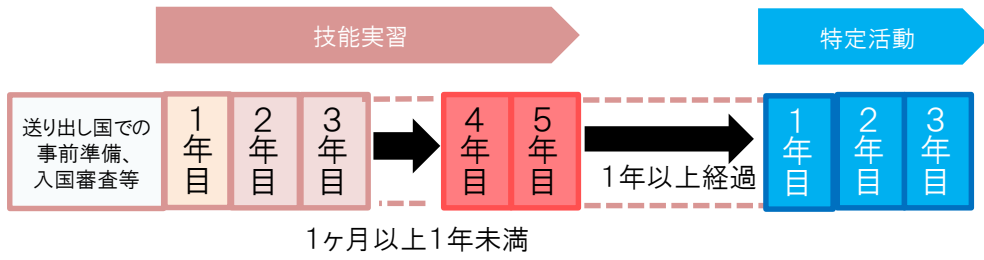 技能実習
特定活動
送り出し国での
事前準備、
入国審査等
1年目
2年目
3年目
4年目
5年目
1年以上経過
1年目
2年目
3年目
1ヶ月以上1年未満